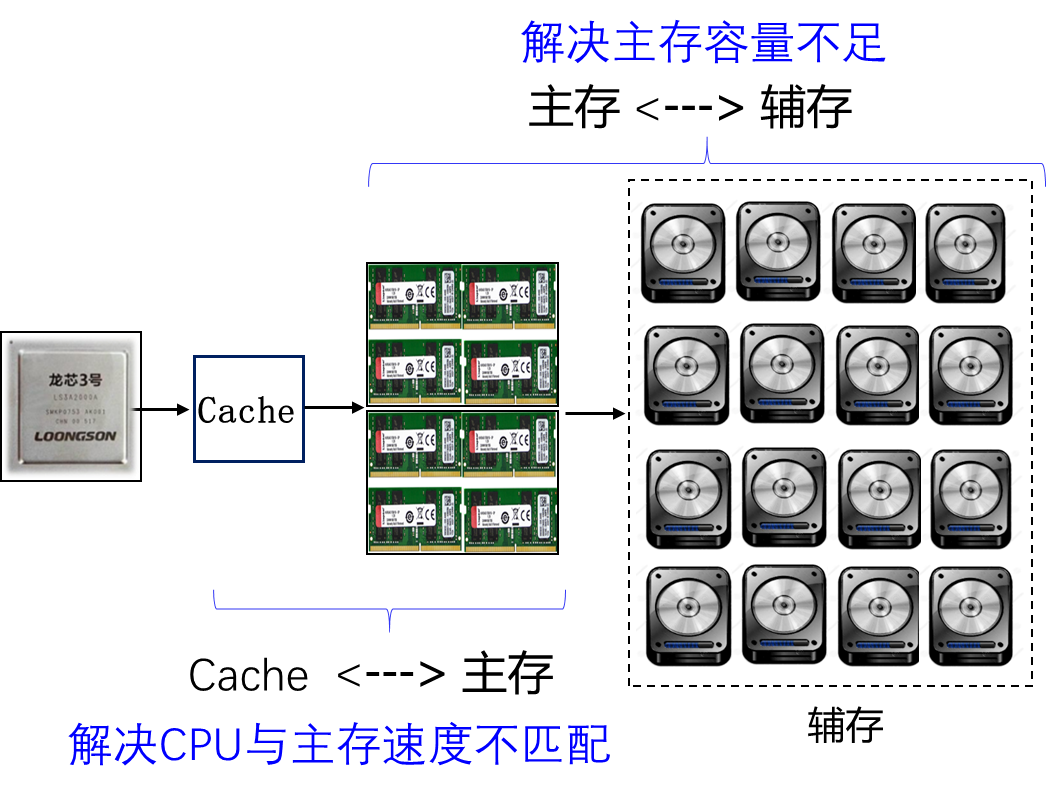 解决主存容量不足
主存 <---> 辅存
龙芯3号
LS3A2000A
LOONGSON
Cache
Cache <---> 主存
解决CPU与主存速度不匹配
辅存